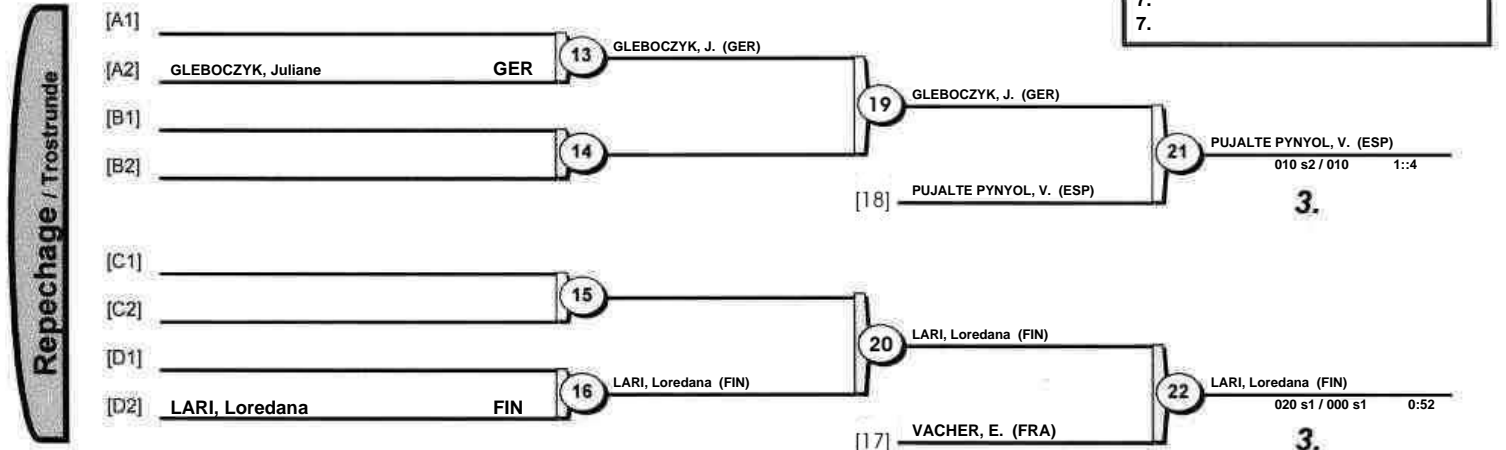 7.
7.
Repechage / Trostrunde
[A1]
[A2] GLEBOCZYK, Juliane GER
[B1]
[B2]
13
GLEBOCZYK, J. (GER)
14
19
GLEBOCZYK, J. (GER)
[18] PUJALTE PYNYOL, V. (ESP)
21
PUJALTE PYNYOL, V. (ESP)
010 s2 / 010 1::4
3.
[C1]
[C2]
[D1]
[D2] LARI, Loredana FIN
15
16
LARI, Loredana (FIN)
20
LARI, Loredana (FIN)
[17] VACHER, E. (FRA)
22
LARI, Loredana (FIN)
020 s1 / 000 s1 0:52
3.